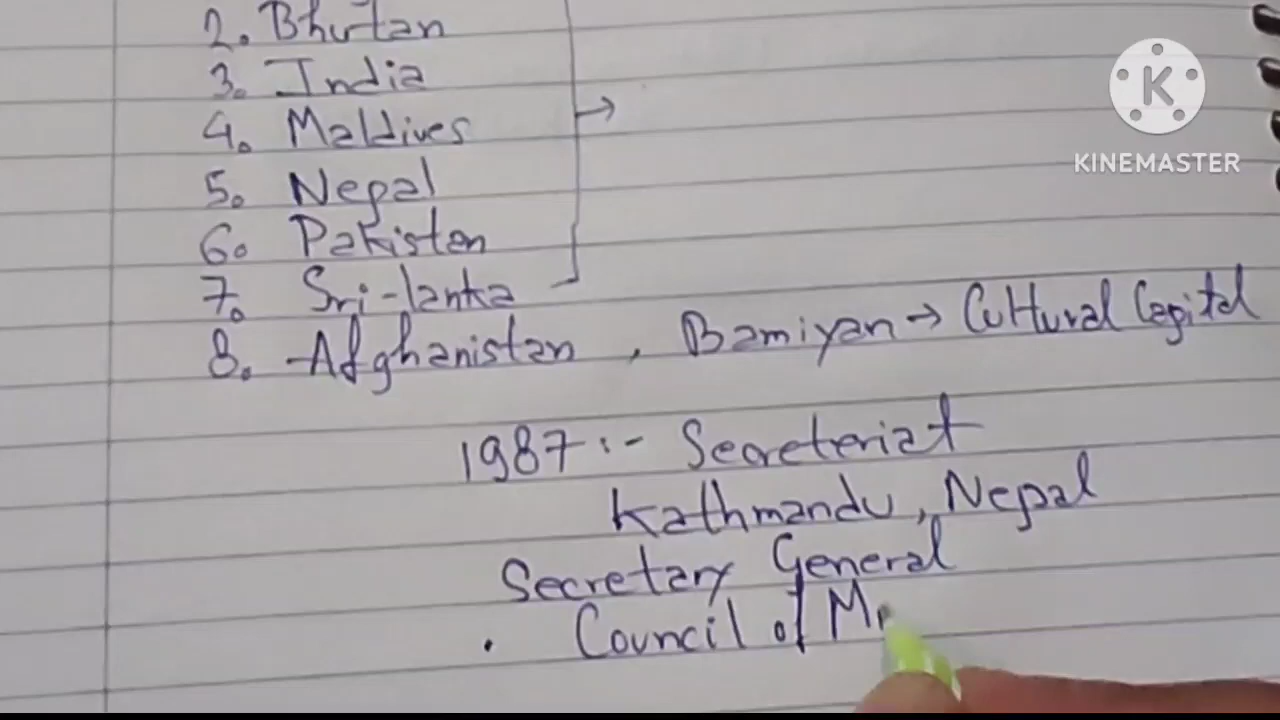 2. Bhutan
3. India
4. Maldives
5. Nepal
6. Pakistan
7. Sri-lanka
8. Afghanistan, Bamiyan → Cultural Capital
1987:- Secreteriat
Kathmandu, Nepal
Secretary General
. Council of M
K
KINEMASTER